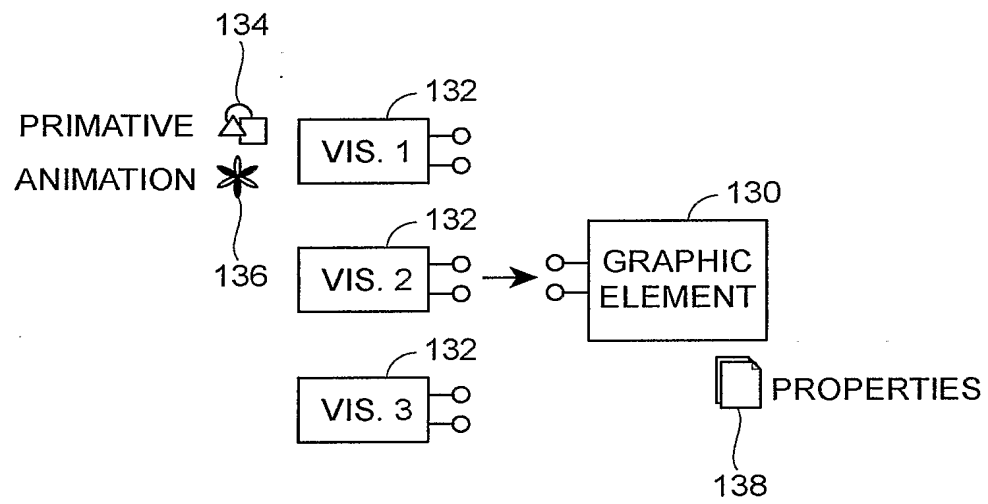 134
132
PRIMATIVE
VIS. 1
ANIMATION
132
130
136
VIS. 2
GRAPHIC
ELEMENT
132
VIS. 3
PROPERTIES
138